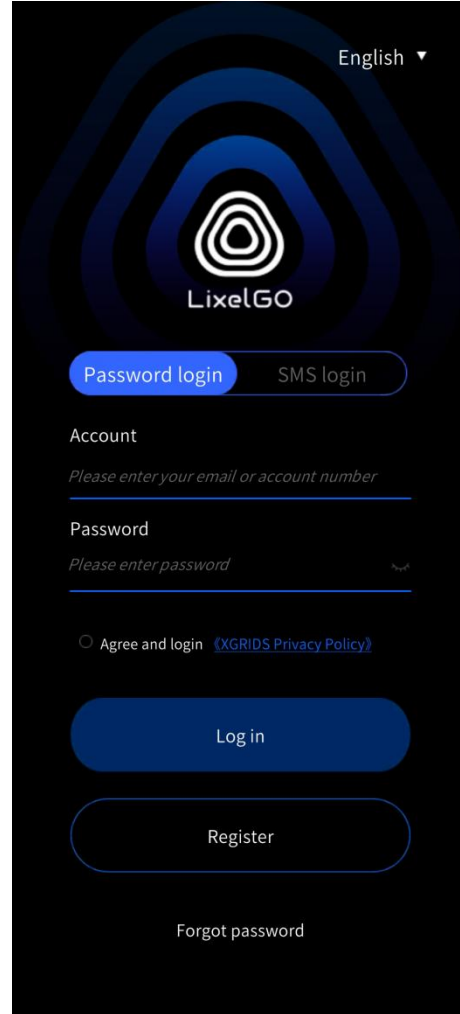 English ▼
LixelGO
Password login SMS login
Account
Please enter your email or account number
Password
Please enter password
Agree and login 《XGRIDS Privacy Policy》
Log in
Register
Forgot password